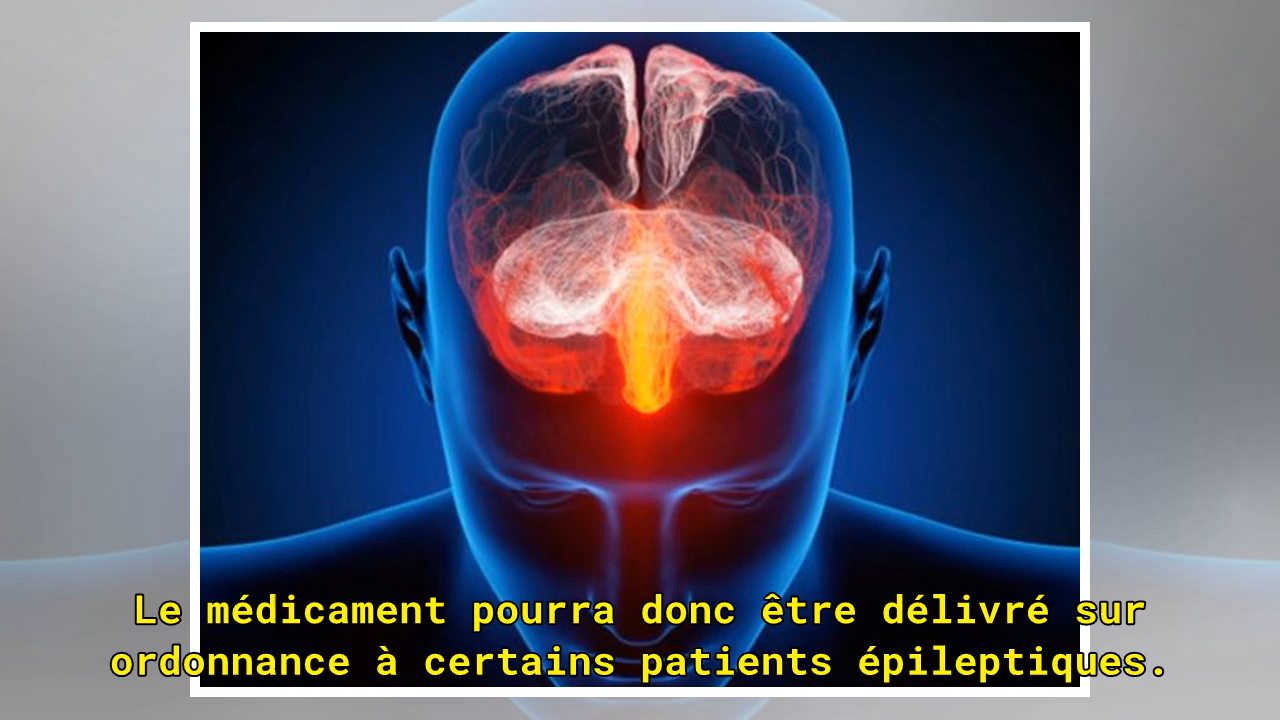 Le médicament pourra donc être délivré sur
ordonnance à certains patients épileptiques.